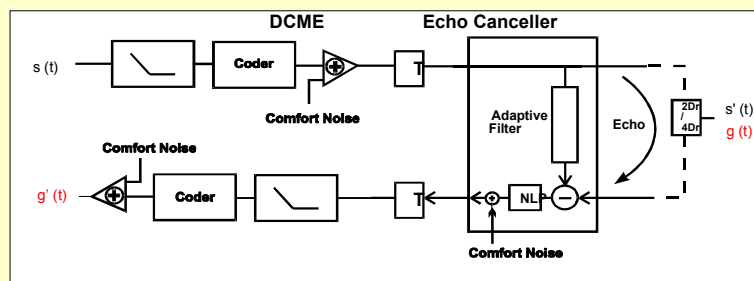 DCME
Echo Canceller
s (t)
Coder
T
Comfort Noise
Adaptive
Filter
Echo
2Dr
/
4Dr
s' (t)
g (t)
Comfort Noise
g' (t)
Coder
T
NL
Comfort Noise